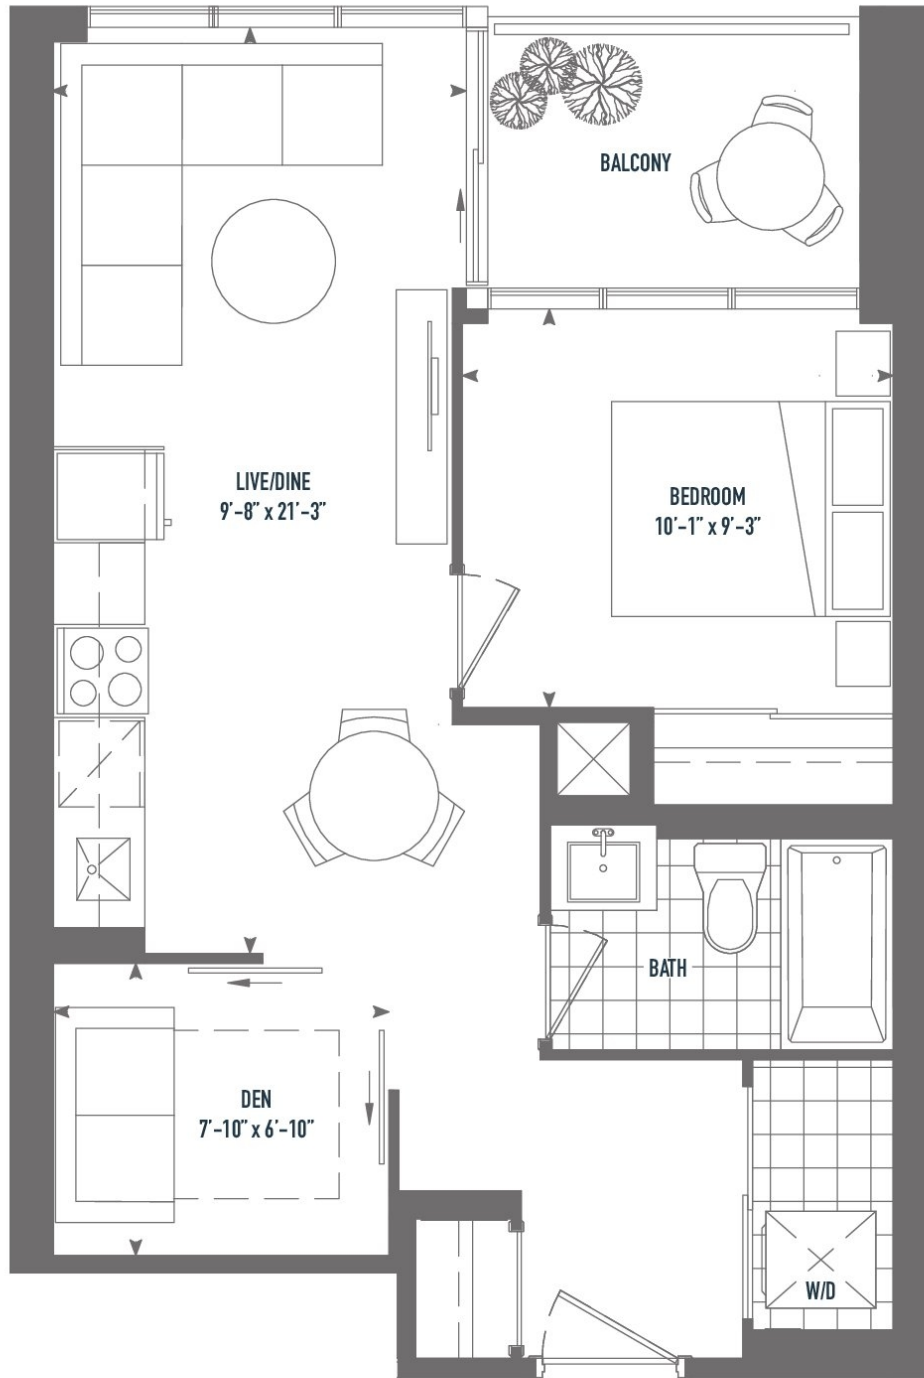 BALCONY
LIVE/DINE
9'-8" x 21'-3"
BEDROOM
10'-1" x 9'-3"
BATH
DEN
7'-10" x 6'-10"
W/D